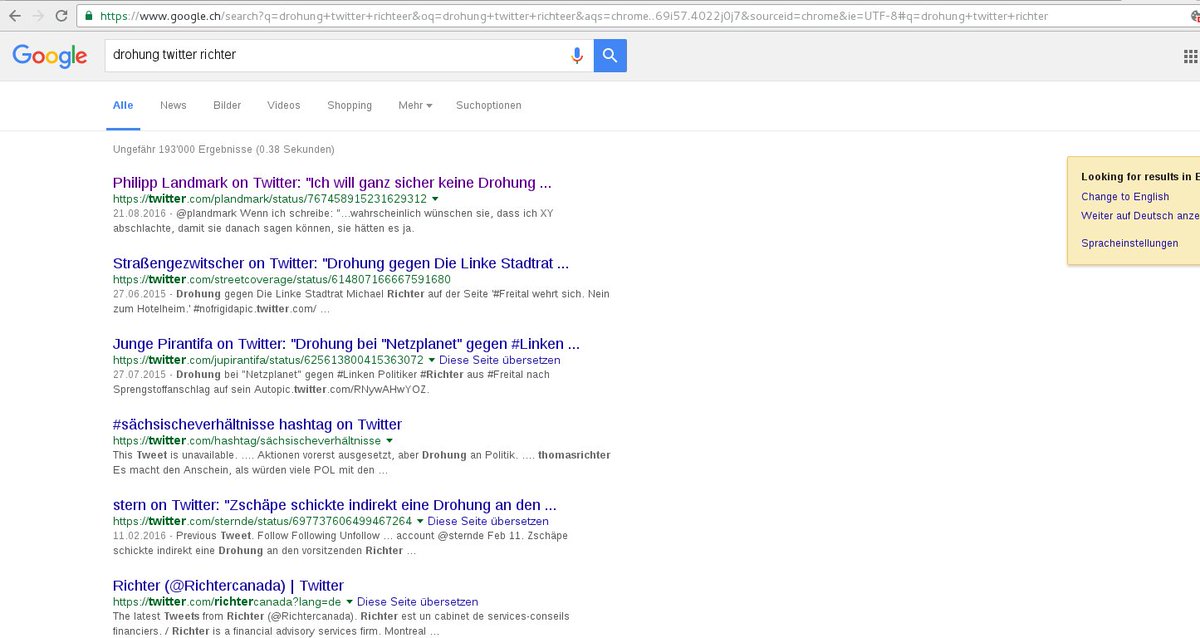 https://www.google.ch/search?q=drohung+twitter+richteer&oq=drohung+twitter+richteer&aqs=chrome..69i57.4022j0j7&sourceid=chrome&ie=UTF-8#q=drohung+twitter+richter
Google
drohung twitter richter
Alle News Bilder Videos Shopping Mehr Suchoptionen
Ungefähr 193'000 Ergebnisse (0.38 Sekunden)
Philipp Landmark on Twitter: "Ich will ganz sicher keine Drohung ...
https://twitter.com/plandmark/status/767458915231629312
21.08.2016 - @plandmark Wenn ich schreibe: "...wahrscheinlich wünschen sie, dass ich XY
abschlachte, damit sie danach sagen können, sie hätten es ja.
Straßengezwitscher on Twitter: "Drohung gegen Die Linke Stadtrat ...
https://twitter.com/streetcoverage/status/614807166667591680
27.06.2015 - Drohung gegen Die Linke Stadtrat Michael Richter auf der Seite '#Freital wehrt sich. Nein
zum Hotelheim.' #nofrigidapic.twitter.com/ ...
Junge Pirantifa on Twitter: "Drohung bei "Netzplanet" gegen #Linken ...
https://twitter.com/jupirantifa/status/625613800415363072 Diese Seite übersetzen
27.07.2015 - Drohung bei "Netzplanet" gegen #Linken Politiker #Richter aus #Freital nach
Sprengstoffanschlag auf sein Autopic.twitter.com/RNywAHwYOZ.
#sächsischeverhältnisse hashtag on Twitter
https://twitter.com/hashtag/sächsischeverhältnisse
This Tweet is unavailable. .... Aktionen vorerst ausgesetzt, aber Drohung an Politik. .... thomasrichter
Es macht den Anschein, als würden viele POL mit den ...
stern on Twitter: "Zschäpe schickte indirekt eine Drohung an den ...
https://twitter.com/sternde/status/697737606499467264 Diese Seite übersetzen
11.02.2016 - Previous Tweet. Follow Following Unfollow ... account @sternde Feb 11. Zschäpe
schickte indirekt eine Drohung an den vorsitzenden Richter ...
Richter (@Richtercanada) | Twitter
https://twitter.com/richtercanada?lang=de Diese Seite übersetzen
The latest Tweets from Richter (@Richtercanada). Richter est un cabinet de services-conseils
financiers. / Richter is a financial advisory services firm. Montreal ...
Looking for results in E
Change to English
Weiter auf Deutsch anze
Spracheinstellungen